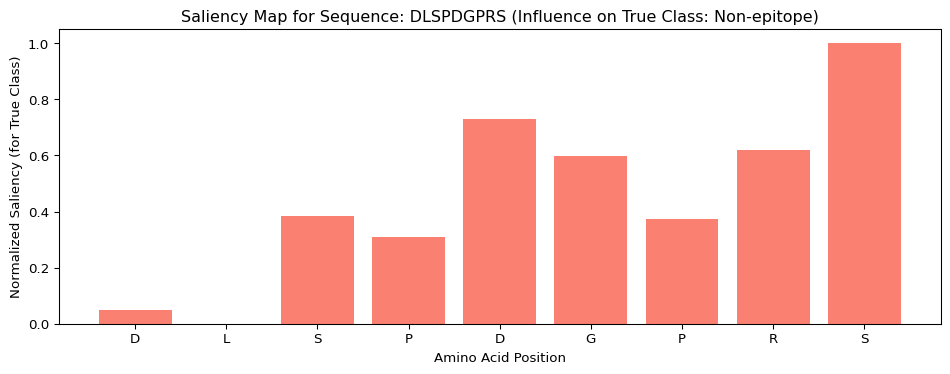 Saliency Map for Sequence: DLSPDGPRS (Influence on True Class: Non-epitope)
Normalized Saliency (for True Class)
1.0
0.8
0.6
0.4
0.2
0.0
D L S P D G P R S
Amino Acid Position